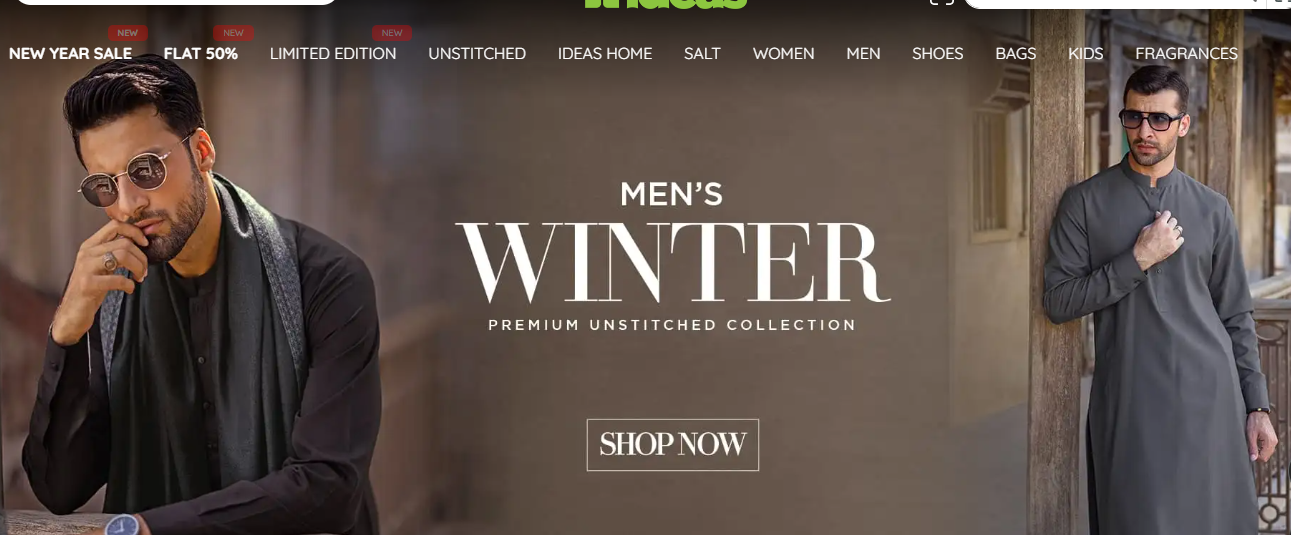 NEW NEW NEW
NEW YEAR SALE FLAT 50% LIMITED EDITION UNSTITCHED IDEAS HOME SALT WOMEN MEN SHOES BAGS KIDS FRAGRANCES
MEN'S
WINTER
PREMIUM UNSTITCHED COLLECTION
SHOP NOW